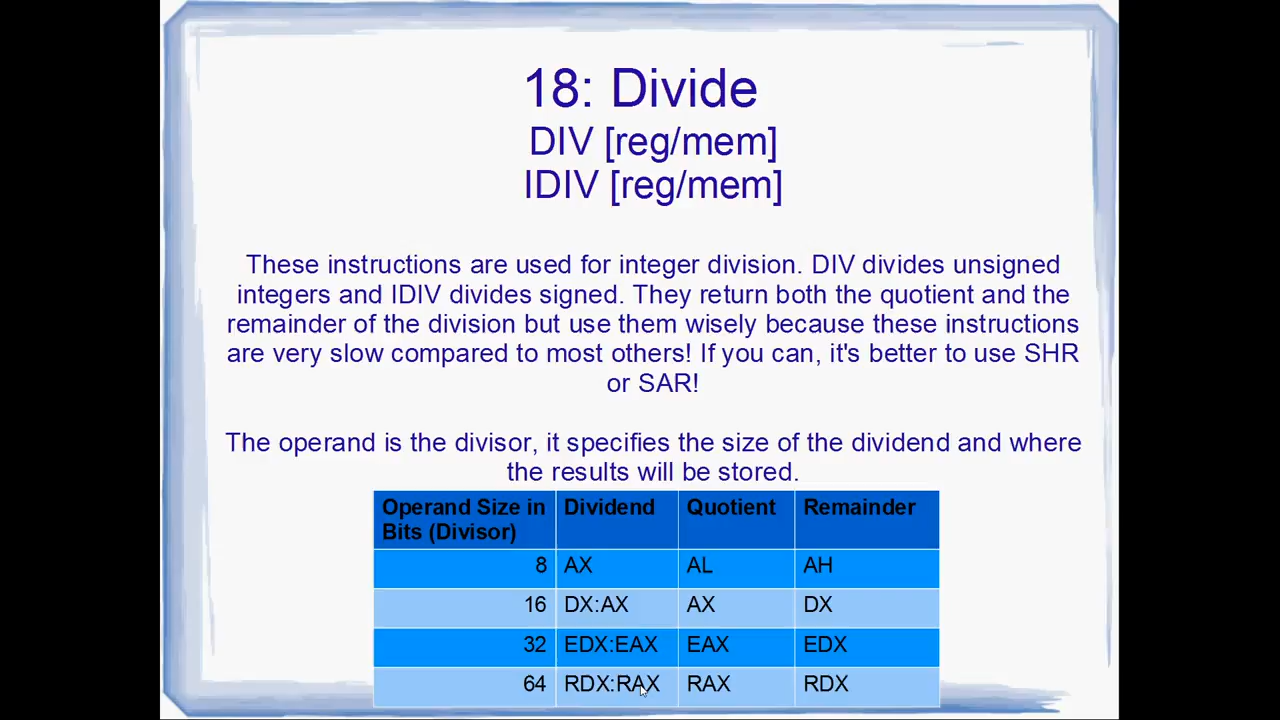 18: Divide
DIV [reg/mem]
IDIV [reg/mem]
These instructions are used for integer division. DIV divides unsigned
integers and IDIV divides signed. They return both the quotient and the
remainder of the division but use them wisely because these instructions
are very slow compared to most others! If you can, it's better to use SHR
or SAR!
The operand is the divisor, it specifies the size of the dividend and where
the results will be stored.
Operand Size in Bits (Divisor) Dividend Quotient Remainder
8 AX AL AH
16 DX:AX AX DX
32 EDX:EAX EAX EDX
64 RDX:RAX RAX RDX